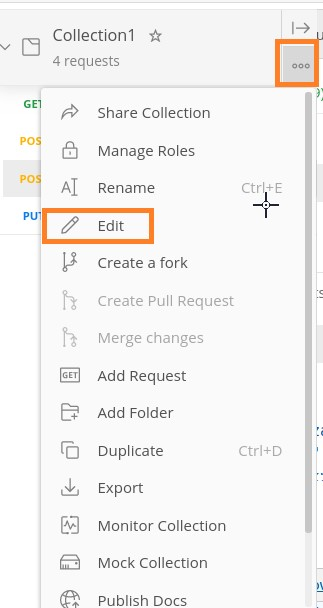 Collection1
4 requests
GET
POS
POS
PUT
Share Collection
Manage Roles
Rename Ctrl+E
Edit
Create a fork
Create Pull Request
Merge changes
GET Add Request
Add Folder
Duplicate Ctrl+D
Export
Monitor Collection
Mock Collection
Publish Docs